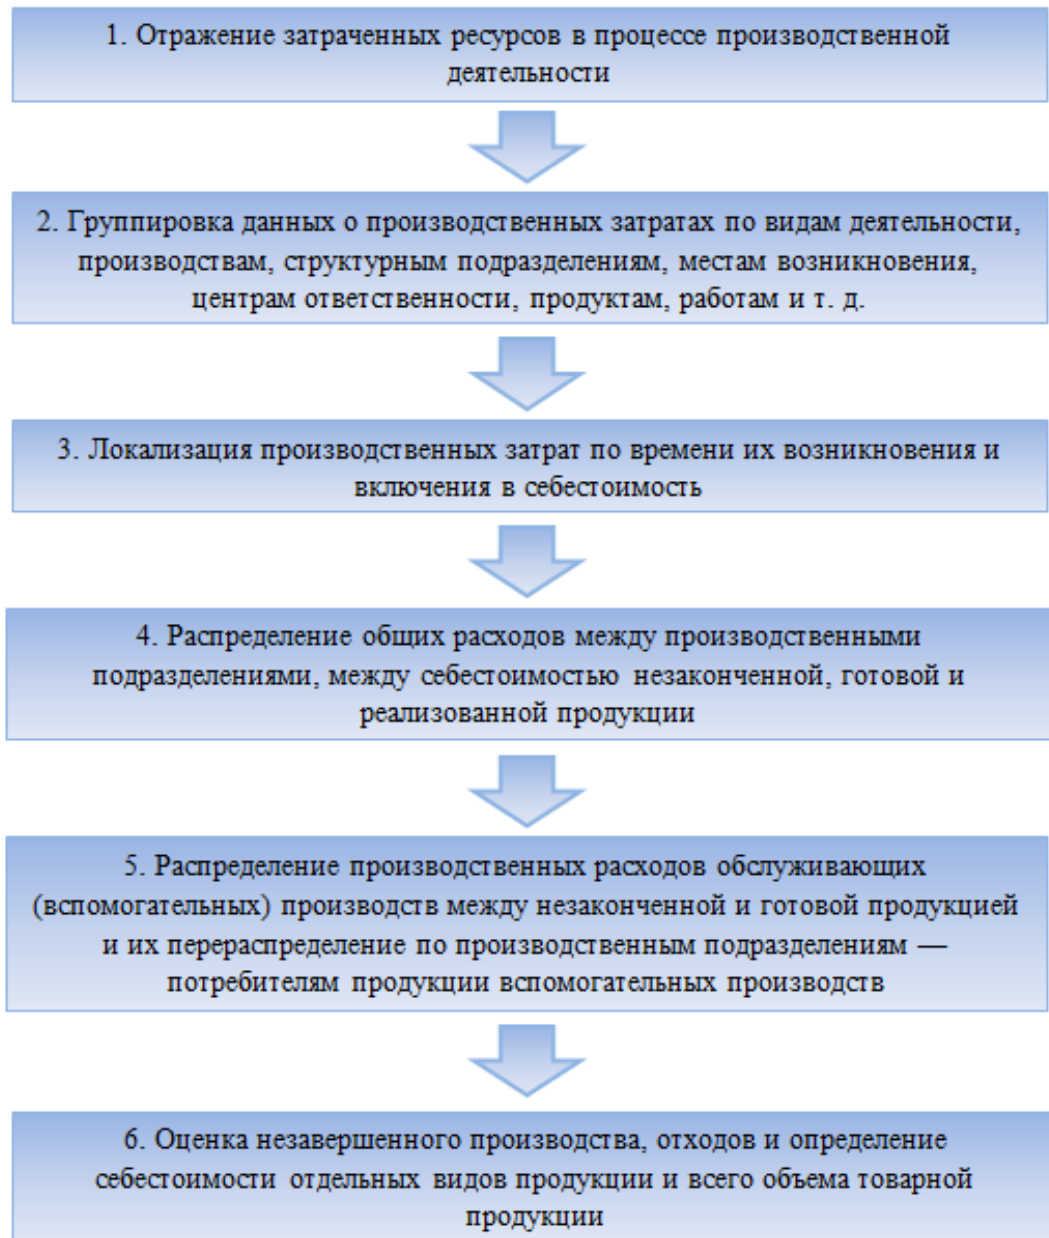 1. Отражение затраченных ресурсов в процессе производственной
деятельности
2. Группировка данных о производственных затратах по видам деятельности,
производствам, структурным подразделениям, местам возникновения,
центрам ответственности, продуктам, работам и т. д.
3. Локализация производственных затрат по времени их возникновения и
включения в себестоимость
4. Распределение общих расходов между производственными
подразделениями, между себестоимостью незаконченной, готовой и
реализованной продукции
5. Распределение производственных расходов обслуживающих
(вспомогательных) производств между незаконченной и готовой продукцией
и их перераспределение по производственным подразделениям —
потребителям продукции вспомогательных производств
6. Оценка незавершенного производства, отходов и определение
себестоимости отдельных видов продукции и всего объема товарной
продукции